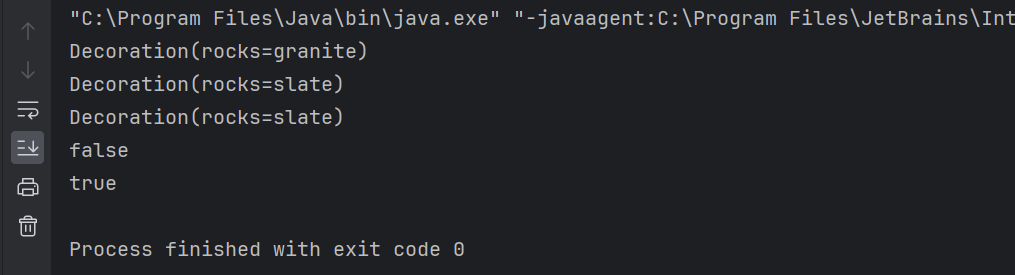 "C:\Program Files\Java\bin\java.exe" "-javaagent:C:\Program Files\JetBrains\Int
Decoration(rocks=granite)
Decoration(rocks=slate)
Decoration(rocks=slate)
false
true
Process finished with exit code 0